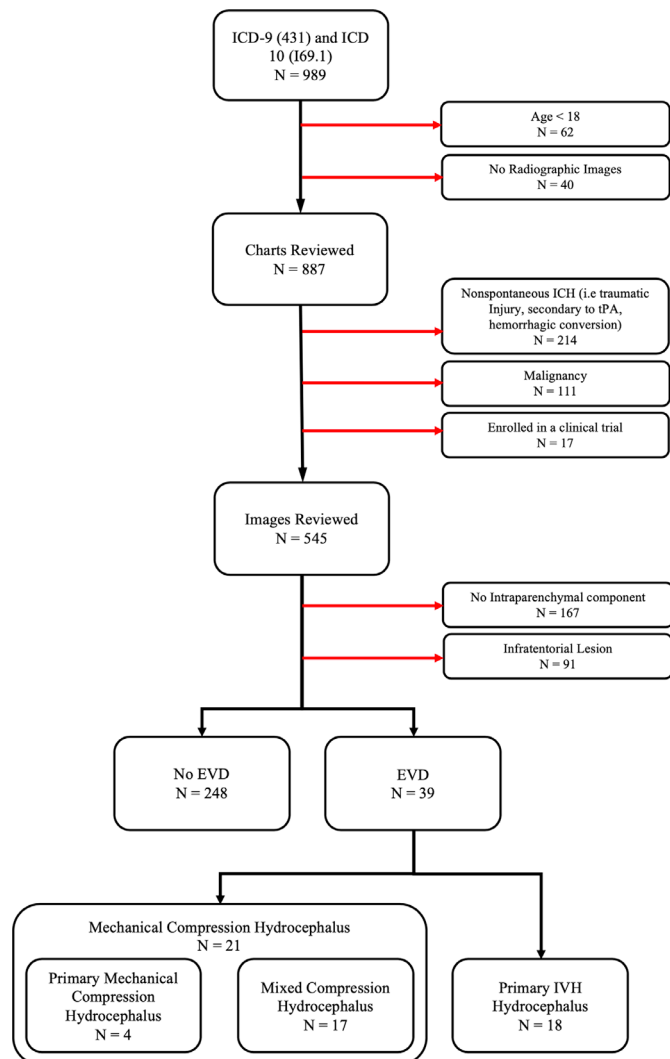 ICD-9 (431) and ICD
10 (I69.1)
N = 989
Age < 18
N = 62
No Radiographic Images
N = 40
Charts Reviewed
N = 887
Nonspontaneous ICH (i.e traumatic
Injury, secondary to tPA,
hemorrhagic conversion)
N = 214
Malignancy
N = 111
Enrolled in a clinical trial
N = 17
Images Reviewed
N = 545
No Intraparenchymal component
N = 167
Infratentorial Lesion
N = 91
No EVD
N = 248
EVD
N = 39
Mechanical Compression Hydrocephalus
N = 21
Primary Mechanical
Compression
Hydrocephalus
N = 4
Mixed Compression
Hydrocephalus
N = 17
Primary IVH
Hydrocephalus
N = 18